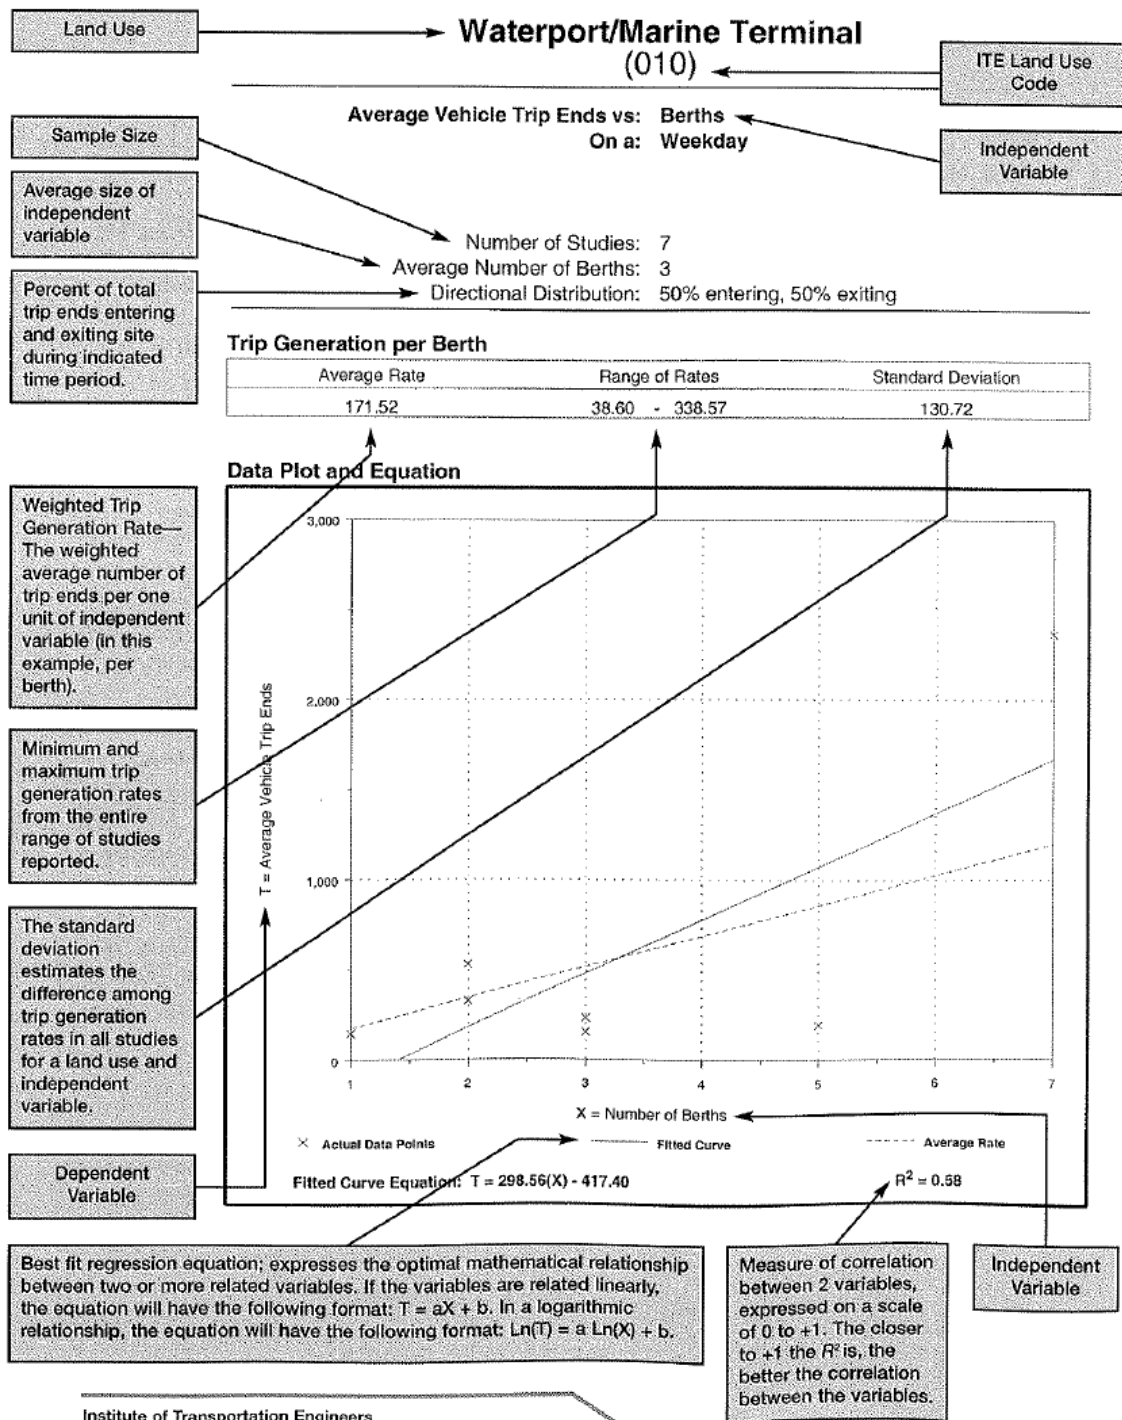 Land Use
Waterport/Marine Terminal
(010)
ITE Land Use
Code
Average Vehicle Trip Ends vs: Berths
On a: Weekday
Independent
Variable
Sample Size
Average size of
independent
variable
Number of Studies: 7
Average Number of Berths: 3
Directional Distribution: 50% entering, 50% exiting
Percent of total
trip ends entering
and exiting site
during indicated
time period.
Trip Generation per Berth
Average Rate Range of Rates Standard Deviation
171.52 38.60 - 338.57 130.72
Data Plot and Equation
Weighted Trip
Generation Rate—
The weighted
average number of
trip ends per one
unit of independent
variable (in this
example, per
berth).
Minimum and
maximum trip
generation rates
from the entire
range of studies
reported.
The standard
deviation
estimates the
difference among
trip generation
rates in all studies
for a land use and
independent
variable.
Dependent
Variable
T = Average Vehicle Trip Ends
3,000
2,000
1,000
0
1 2 3 4 5 6 7
X = Number of Berths
× Actual Data Points Fitted Curve Average Rate
Fitted Curve Equation: T = 298.56(X) - 417.40 R² = 0.58
Best fit regression equation; expresses the optimal mathematical relationship
between two or more related variables. If the variables are related linearly,
the equation will have the following format: T = aX + b. In a logarithmic
relationship, the equation will have the following format: Ln(T) = a Ln(X) + b.
Measure of correlation
between 2 variables,
expressed on a scale
of 0 to +1. The closer
to +1 the R² is, the
better the correlation
between the variables.
Independent
Variable
Institute of Transportation Engineers